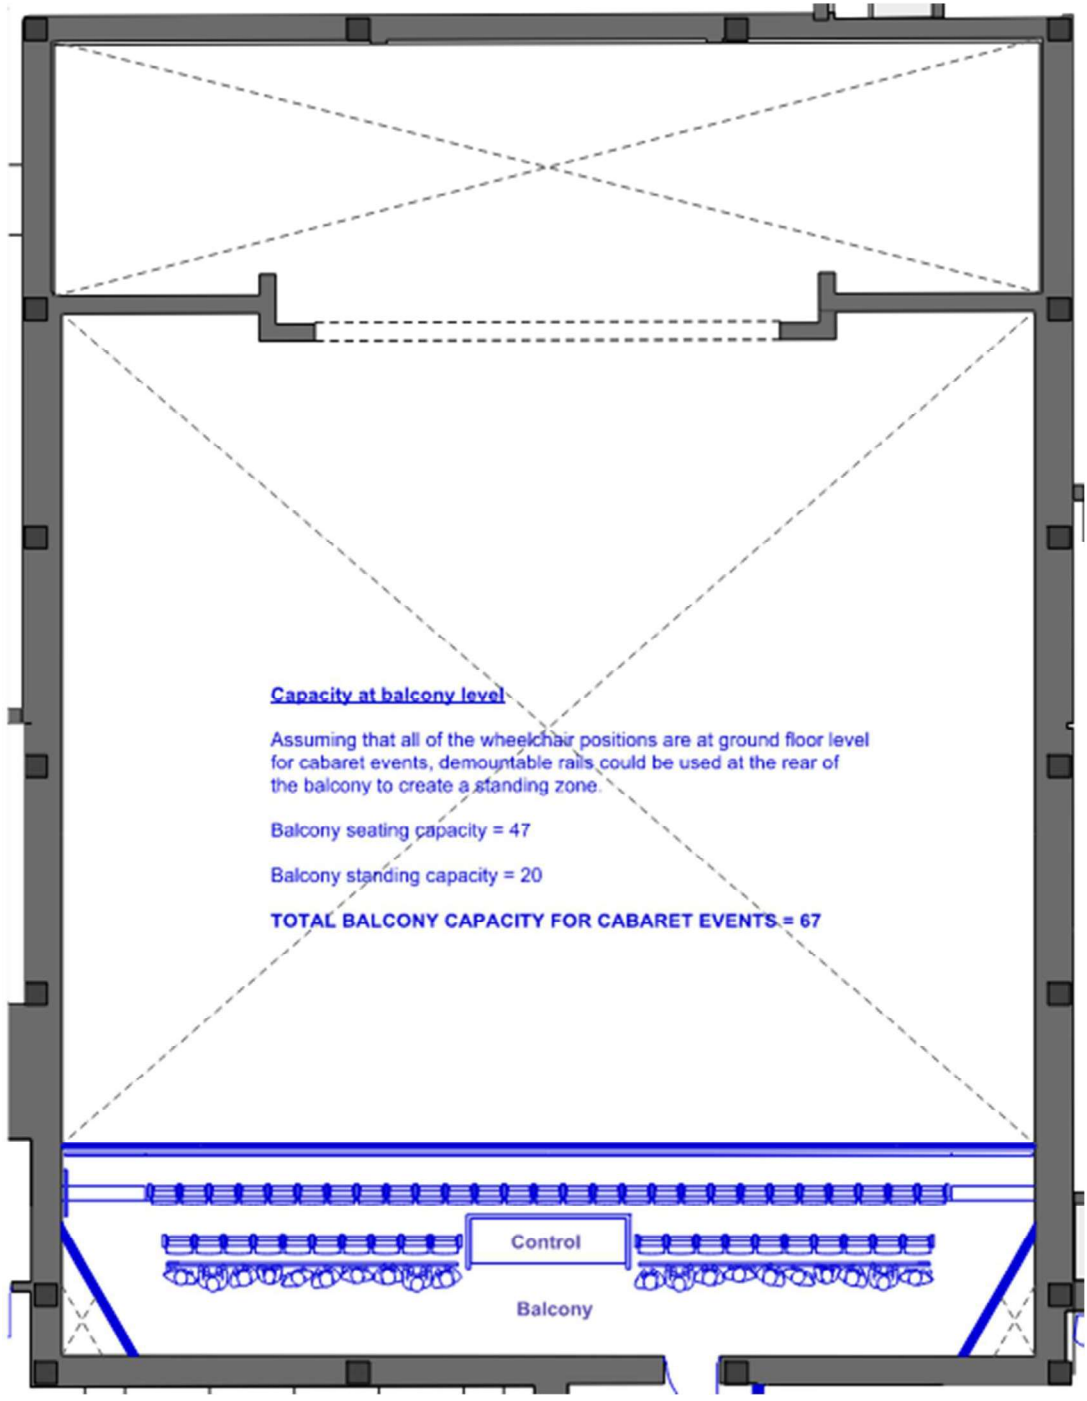 Capacity at balcony level
Assuming that all of the wheelchair positions are at ground floor level
for cabaret events, demountable rails could be used at the rear of
the balcony to create a standing zone.
Balcony seating capacity = 47
Balcony standing capacity = 20
TOTAL BALCONY CAPACITY FOR CABARET EVENTS = 67
Control
Balcony